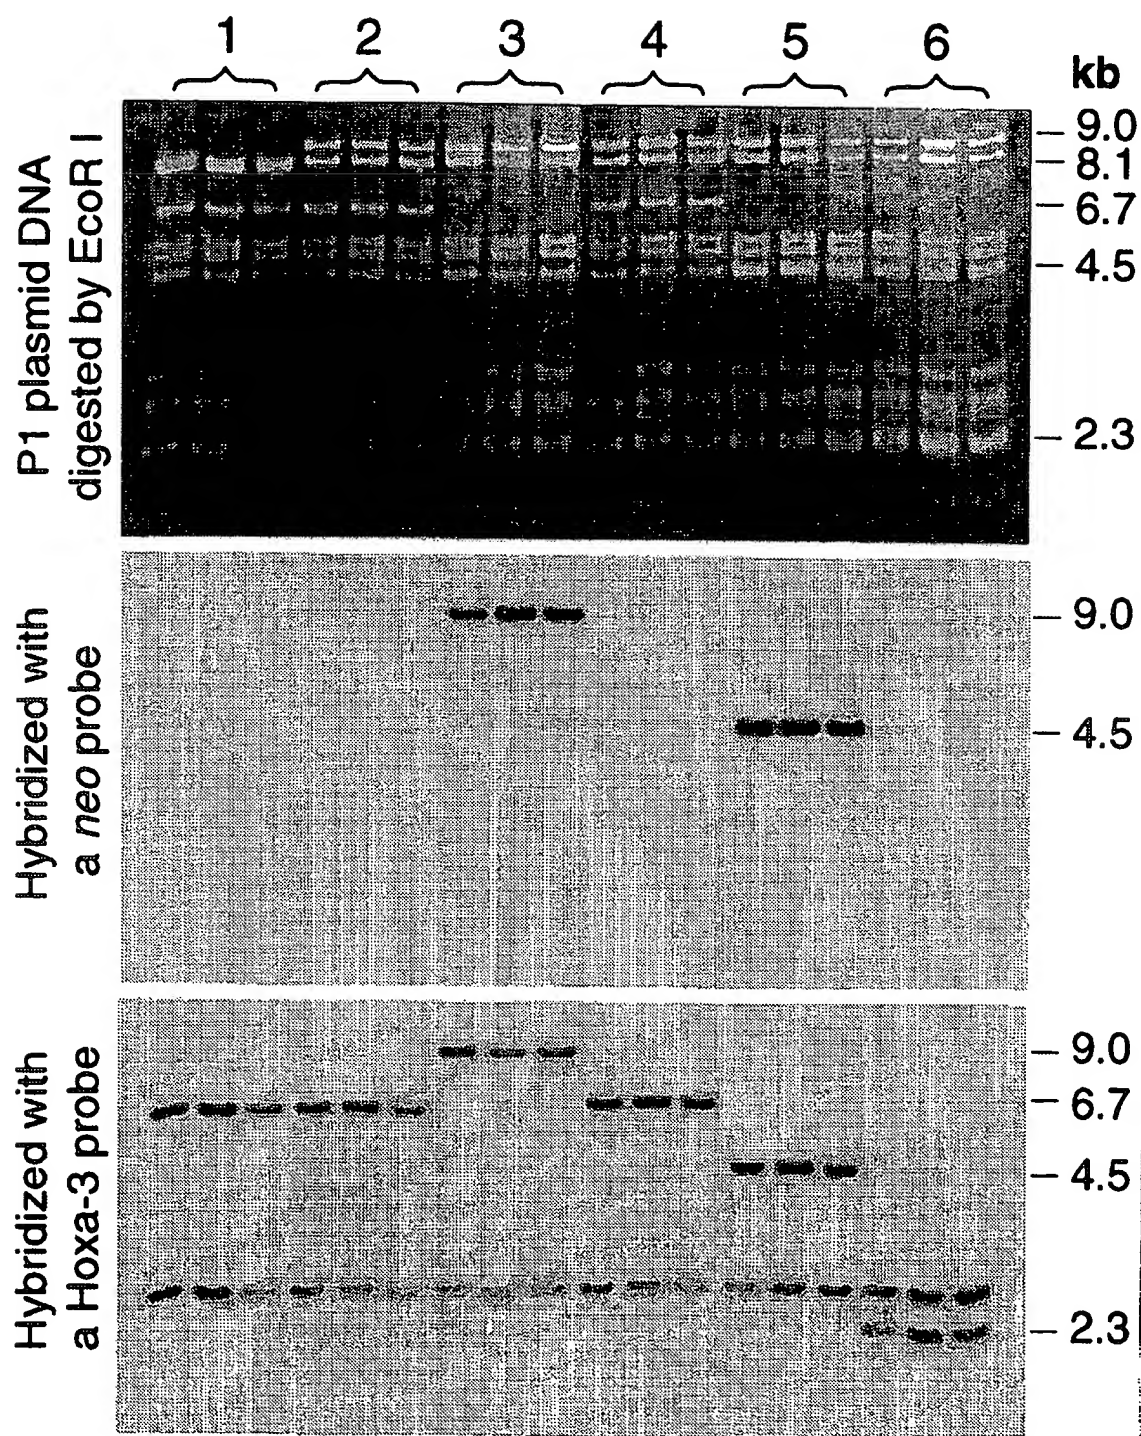 1 2 3 4 5 6
kb
P1 plasmid DNA
digested by EcoR I
9.0
8.1
6.7
4.5
2.3
Hybridized with
a neo probe
9.0
4.5
Hybridized with
a Hoxa-3 probe
9.0
6.7
4.5
2.3